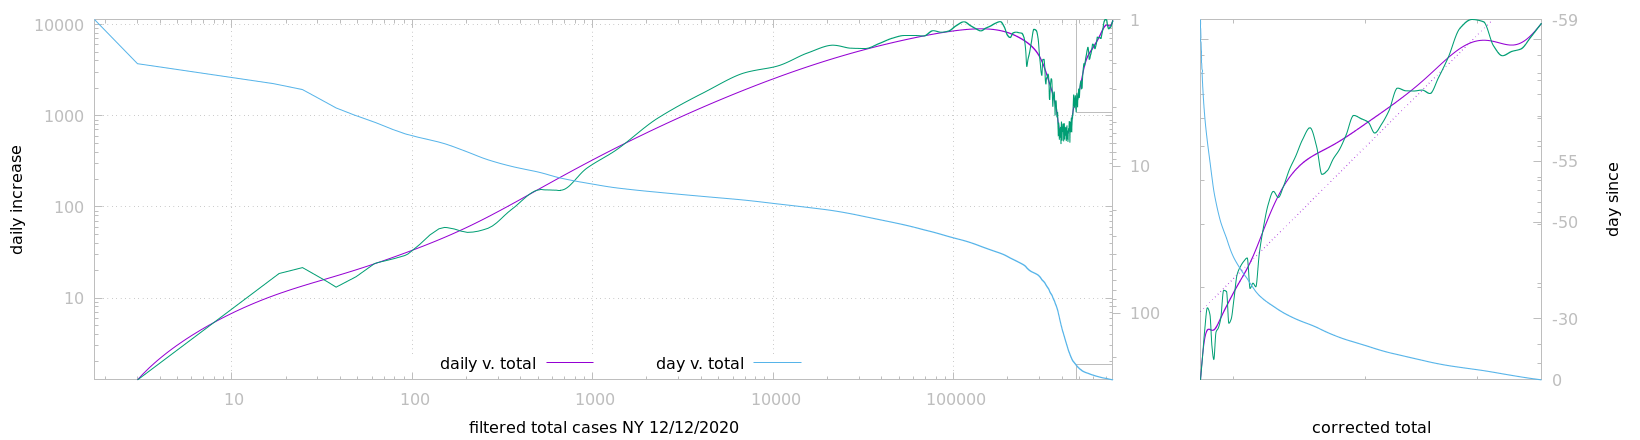 10000
1000
100
10
daily increase
10
100
1000
10000
100000
filtered total cases NY 12/12/2020
daily v. total
day v. total
1
10
100
-59
-55
-50
-30
0
day since
corrected total